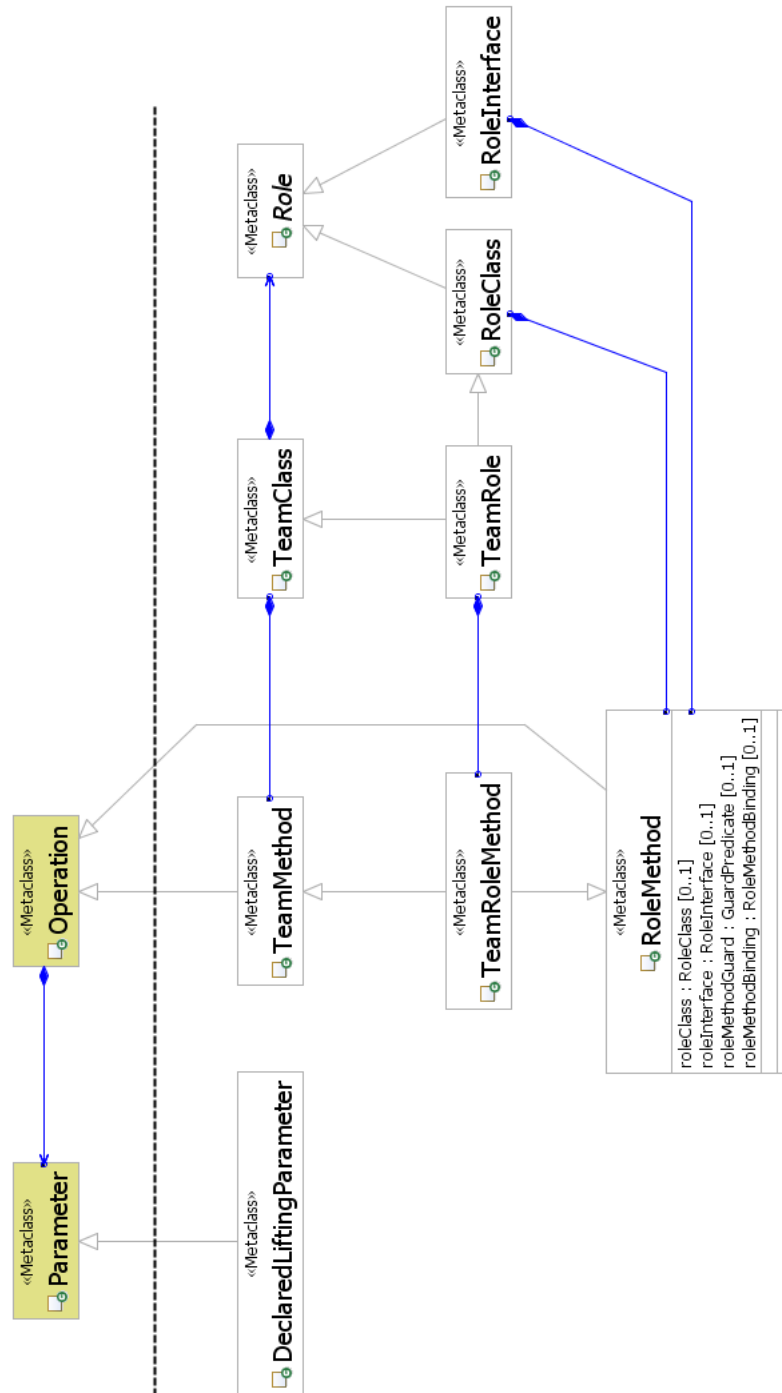 «Metaclass»
Parameter
«Metaclass»
Operation
«Metaclass»
DeclaredLiftingParameter
«Metaclass»
TeamMethod
«Metaclass»
TeamClass
«Metaclass»
Role
«Metaclass»
TeamRoleMethod
«Metaclass»
TeamRole
«Metaclass»
RoleClass
«Metaclass»
RoleInterface
«Metaclass»
RoleMethod
roleClass : RoleClass [0..1]
roleInterface : RoleInterface [0..1]
roleMethodGuard : GuardPredicate [0..1]
roleMethodBinding : RoleMethodBinding [0..1]